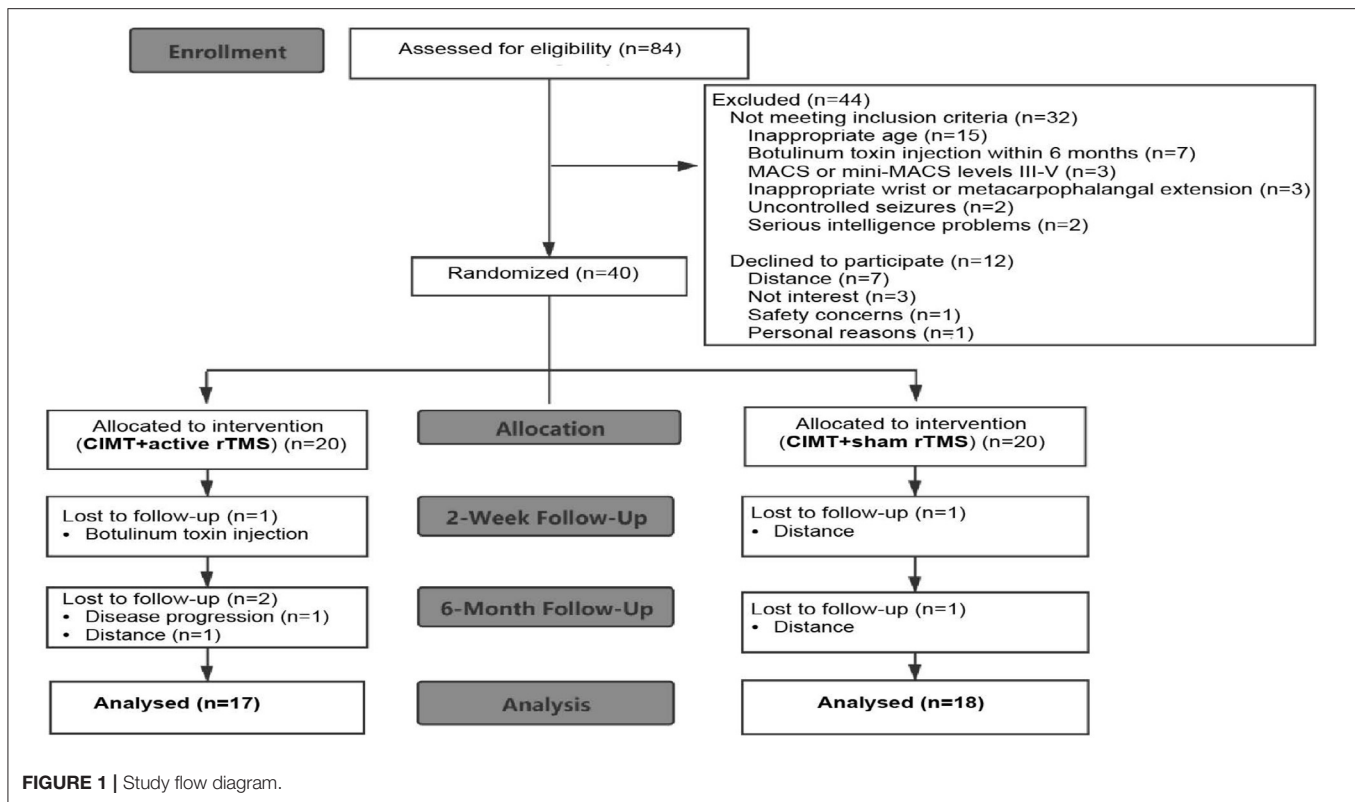 Enrollment
Assessed for eligibility (n=84)
Excluded (n=44)
Not meeting inclusion criteria (n=32)
Inappropriate age (n=15)
Botulinum toxin injection within 6 months (n=7)
MACS or mini-MACS levels III-V (n=3)
Inappropriate wrist or metacarpophalangal extension (n=3)
Uncontrolled seizures (n=2)
Serious intelligence problems (n=2)
Declined to participate (n=12)
Distance (n=7)
Not interest (n=3)
Safety concerns (n=1)
Personal reasons (n=1)
Randomized (n=40)
Allocated to intervention
(CIMT+active rTMS) (n=20)
Allocation
Allocated to intervention
(CIMT+sham rTMS) (n=20)
Lost to follow-up (n=1)
• Botulinum toxin injection
2-Week Follow-Up
Lost to follow-up (n=1)
• Distance
Lost to follow-up (n=2)
• Disease progression (n=1)
• Distance (n=1)
6-Month Follow-Up
Lost to follow-up (n=1)
• Distance
Analysed (n=17)
Analysis
Analysed (n=18)
FIGURE 1 | Study flow diagram.